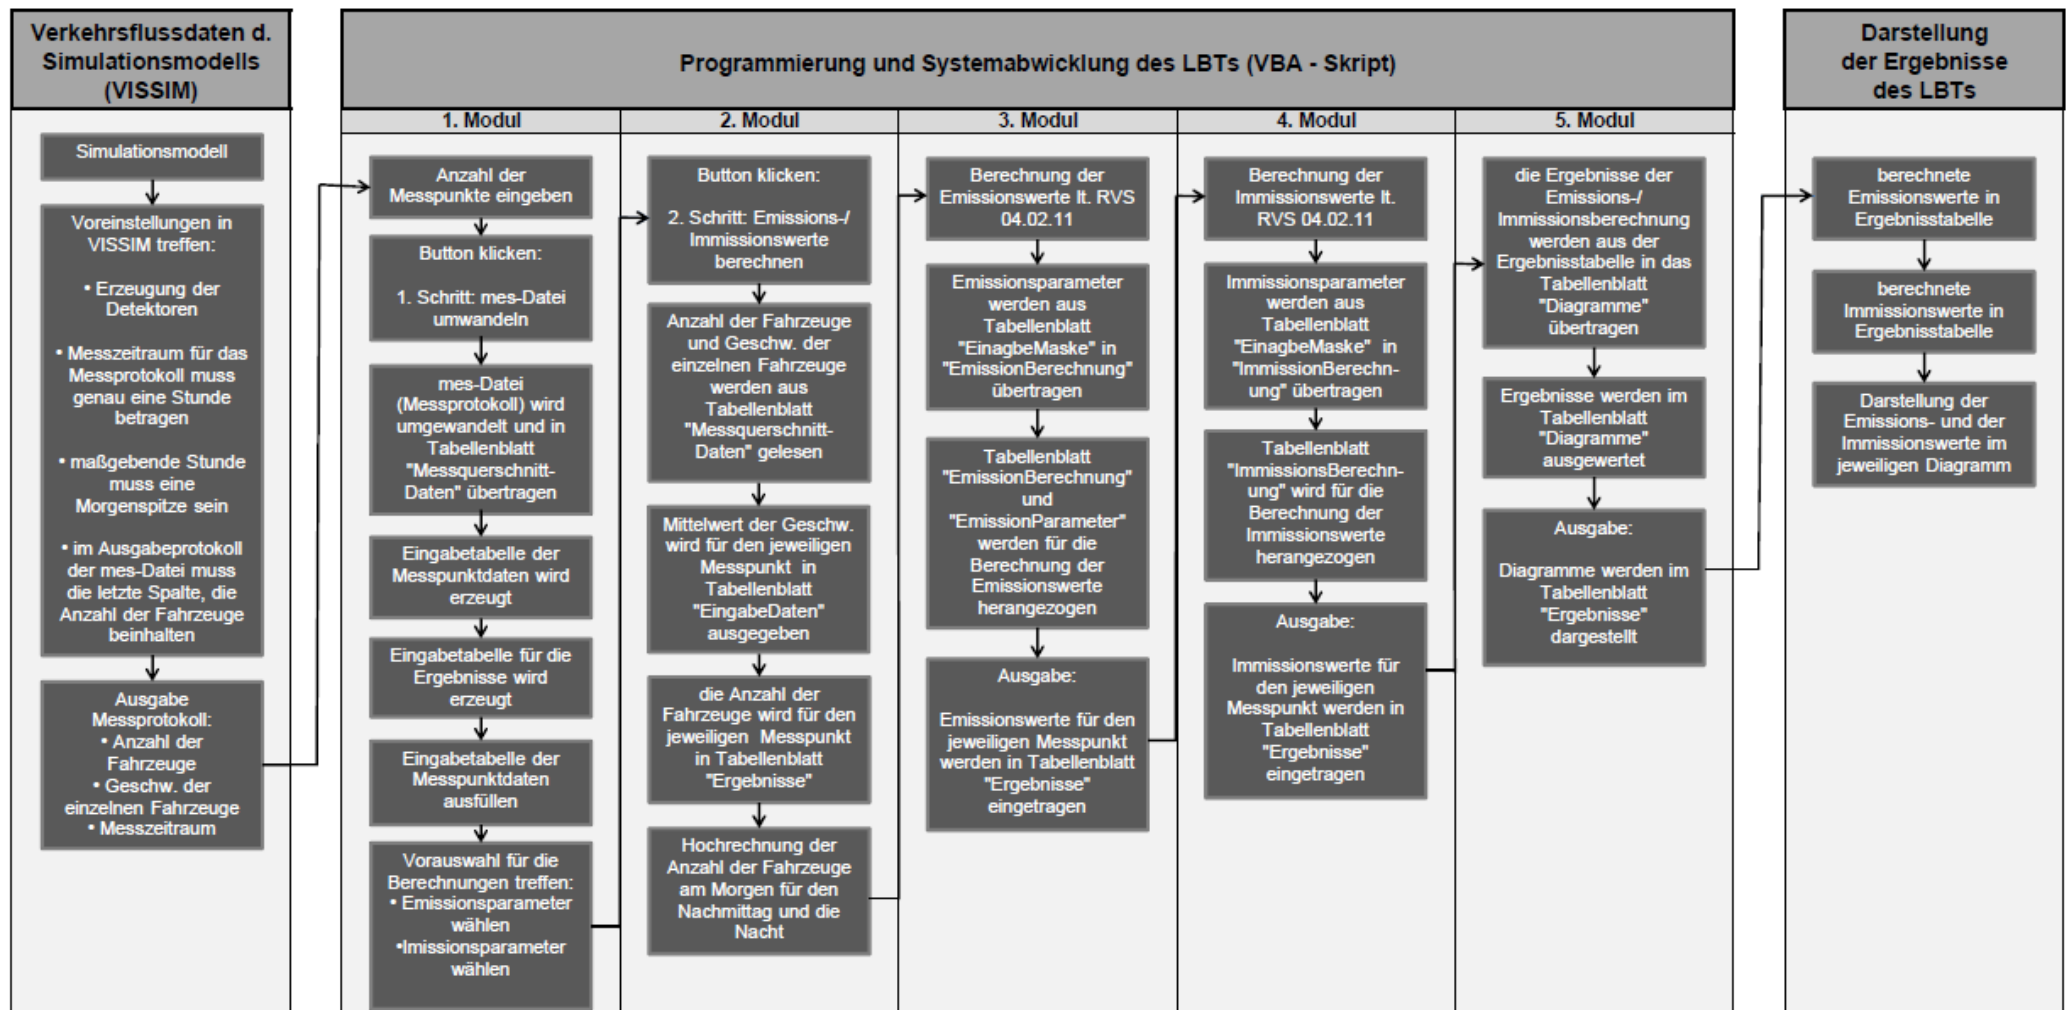 Verkehrsflussdaten d.
Simulationsmodells
(VISSIM)
Simulationsmodell
Voreinstellungen in
VISSIM treffen:
• Erzeugung der
Detektoren
• Messzeitraum für das
Messprotokoll muss
genau eine Stunde
betragen
• maßgebende Stunde
muss eine
Morgenspitze sein
• im Ausgabeprotokoll
der mes-Datei muss
die letzte Spalte, die
Anzahl der Fahrzeuge
beinhalten
Ausgabe
Messprotokoll:
• Anzahl der
Fahrzeuge
• Geschw. der
einzelnen Fahrzeuge
• Messzeitraum
Programmierung und Systemabwicklung des LBTs (VBA - Skript)
1. Modul
Anzahl der
Messpunkte eingeben
Button klicken:
1. Schritt: mes-Datei
umwandeln
mes-Datei
(Messprotokoll) wird
umgewandelt und in
Tabellenblatt
"Messquerschnitt-
Daten" übertragen
Eingabetabelle der
Messpunktdaten wird
erzeugt
Eingabetabelle für die
Ergebnisse wird
erzeugt
Eingabetabelle der
Messpunktdaten
ausfüllen
Vorauswahl für die
Berechnungen treffen:
• Emissionsparameter
wählen
•Imissionsparameter
wählen
2. Modul
Button klicken:
2. Schritt: Emissions-/
Immissionswerte
berechnen
Anzahl der Fahrzeuge
und Geschw. der
einzelnen Fahrzeuge
werden aus
Tabellenblatt
"Messquerschnitt-
Daten" gelesen
Mittelwert der Geschw.
wird für den jeweiligen
Messpunkt in
Tabellenblatt
"EingabeDaten"
ausgegeben
die Anzahl der
Fahrzeuge wird für den
jeweiligen Messpunkt
in Tabellenblatt
"Ergebnisse"
Hochrechnung der
Anzahl der Fahrzeuge
am Morgen für den
Nachmittag und die
Nacht
3. Modul
Berechnung der
Emissionswerte lt. RVS
04.02.11
Emissionsparameter
werden aus
Tabellenblatt
"EinagbeMaske" in
"EmissionBerechnung"
übertragen
Tabellenblatt
"EmissionBerechnung"
und
"EmissionParameter"
werden für die
Berechnung der
Emissionswerte
herangezogen
Ausgabe:
Emissionswerte für den
jeweiligen Messpunkt
werden in Tabellenblatt
"Ergebnisse"
eingetragen
4. Modul
Berechnung der
Immissionswerte lt.
RVS 04.02.11
Immissionsparameter
werden aus
Tabellenblatt
"EinagbeMaske" in
"ImmissionBerechn-
ung" übertragen
Tabellenblatt
"ImmissionsBerechn-
ung" wird für die
Berechnung der
Immissionswerte
herangezogen
Ausgabe:
Immissionswerte für
den jeweiligen
Messpunkt werden in
Tabellenblatt
"Ergebnisse"
eingetragen
5. Modul
die Ergebnisse der
Emissions-/
Immissionsberechnung
werden aus der
Ergebnisstabelle in das
Tabellenblatt
"Diagramme"
übertragen
Ergebnisse werden im
Tabellenblatt
"Diagramme"
ausgewertet
Ausgabe:
Diagramme werden im
Tabellenblatt
"Ergebnisse"
dargestellt
Darstellung
der Ergebnisse
des LBTs
berechnete
Emissionswerte in
Ergebnisstabelle
berechnete
Immissionswerte in
Ergebnisstabelle
Darstellung der
Emissions- und der
Immissionswerte im
jeweiligen Diagramm